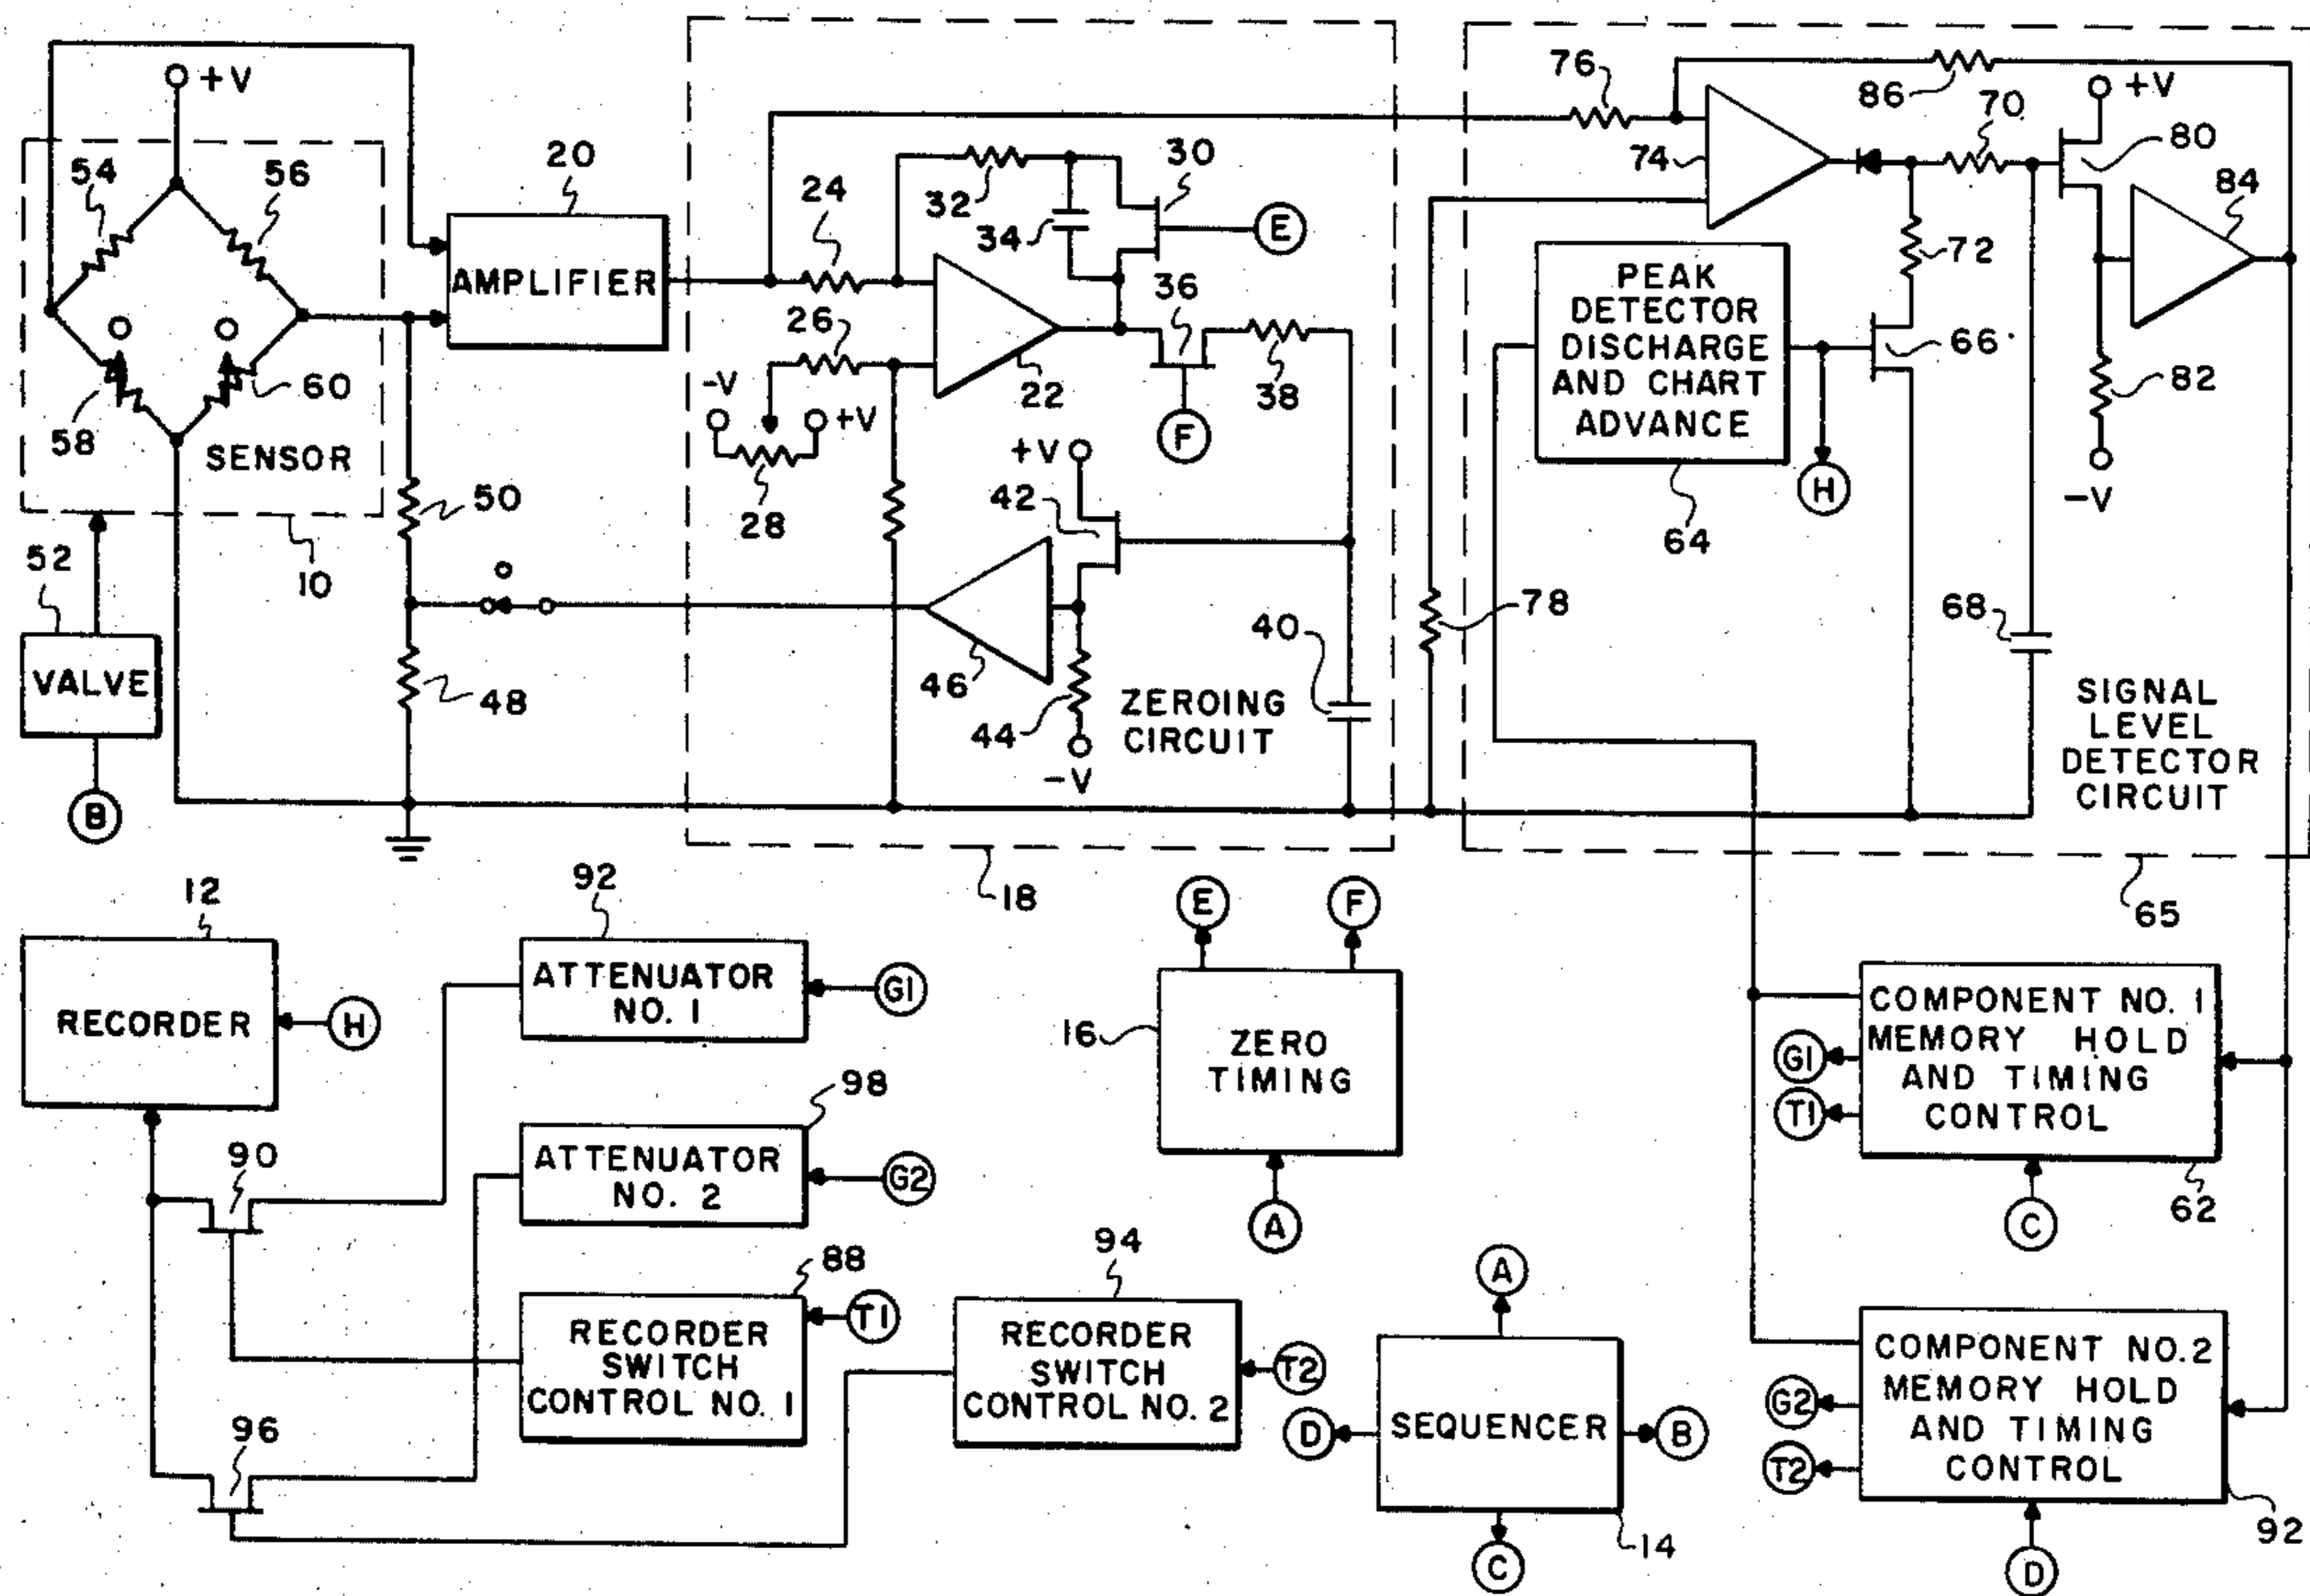 +V
54
56
58
60
SENSOR
10
52
VALVE
B
50
48
20
AMPLIFIER
24
26
-V
+V
28
32
34
30
E
22
36
F
38
+V
42
46
44
-V
40
ZEROING
CIRCUIT
18
76
86
70
+V
74
80
84
72
PEAK
DETECTOR
DISCHARGE
AND CHART
ADVANCE
66
H
64
82
-V
78
68
SIGNAL
LEVEL
DETECTOR
CIRCUIT
65
12
RECORDER
H
92
ATTENUATOR
NO. 1
G1
98
ATTENUATOR
NO. 2
G2
90
96
88
RECORDER
SWITCH
CONTROL NO. 1
T1
94
RECORDER
SWITCH
CONTROL NO. 2
T2
E
F
16
ZERO
TIMING
A
A
D
SEQUENCER
B
14
C
COMPONENT NO. 1
MEMORY HOLD
AND TIMING
CONTROL
G1
T1
C
62
COMPONENT NO. 2
MEMORY HOLD
AND TIMING
CONTROL
G2
T2
92
D